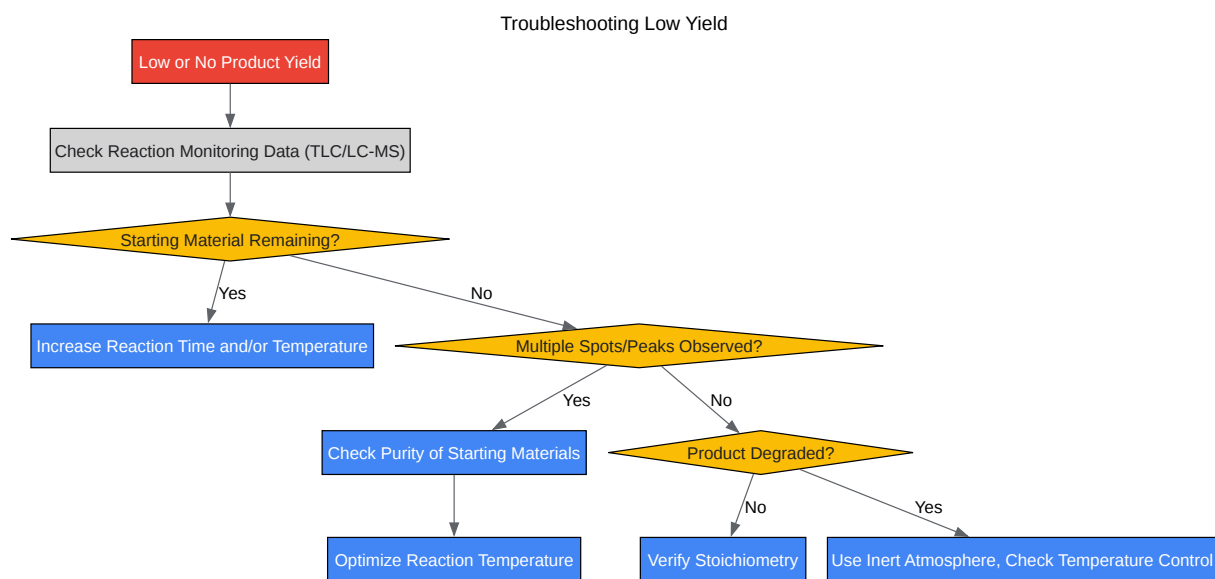 Troubleshooting Low Yield
Low or No Product Yield
Check Reaction Monitoring Data (TLC/LC-MS)
Starting Material Remaining?
Yes
No
Increase Reaction Time and/or Temperature
Multiple Spots/Peaks Observed?
Yes
No
Check Purity of Starting Materials
Product Degraded?
No
Yes
Optimize Reaction Temperature
Verify Stoichiometry
Use Inert Atmosphere, Check Temperature Control